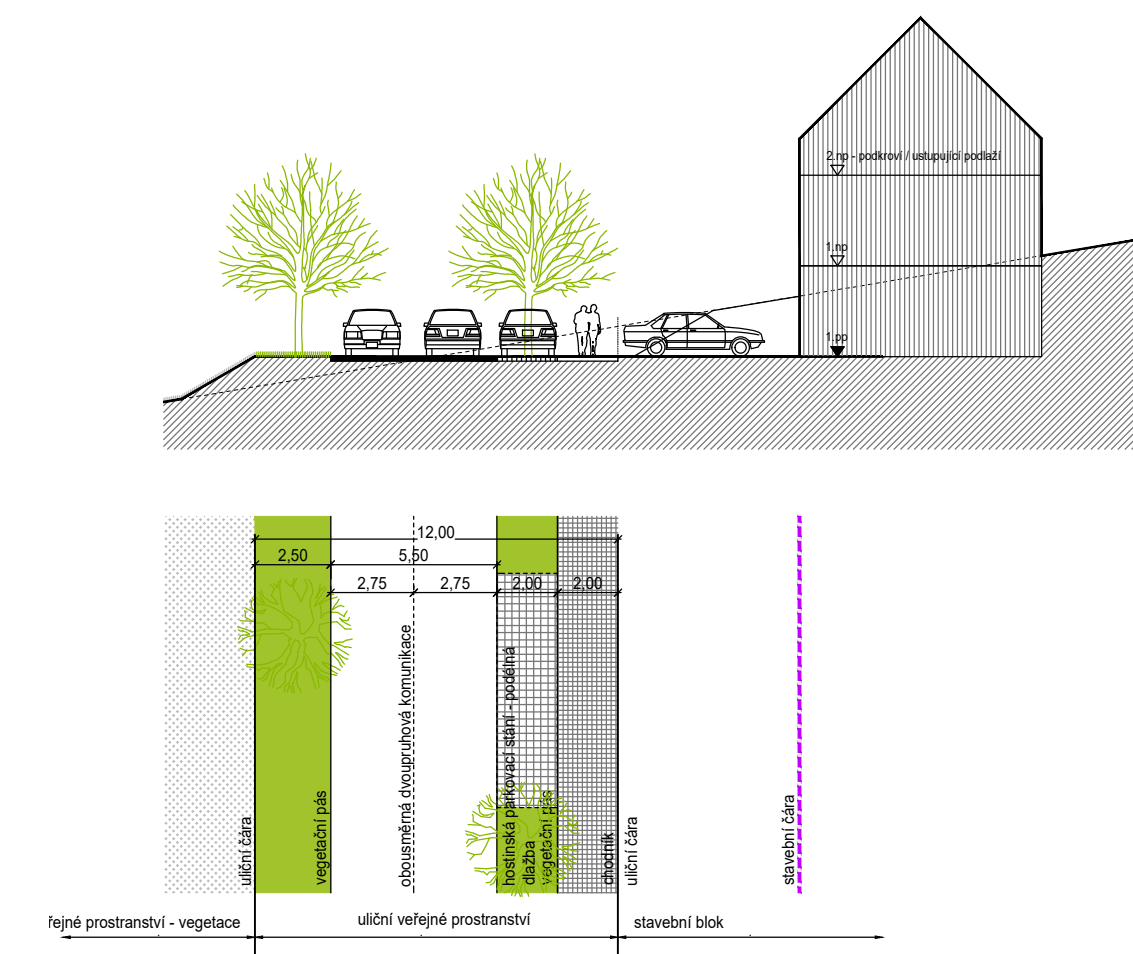 2.np - podkroví / ustupující podlaží
1.np
1.pp
12,00
2,50
5,50
2,75
2,75
2,00
2,00
uliční čára
vegetační pás
obousměrná dvoupruhová komunikace
hostinská parkovací stání - podélná
dlažba
vegetační pás
chodník
uliční čára
stavební čára
řejné prostranství - vegetace
uliční veřejné prostranství
stavební blok